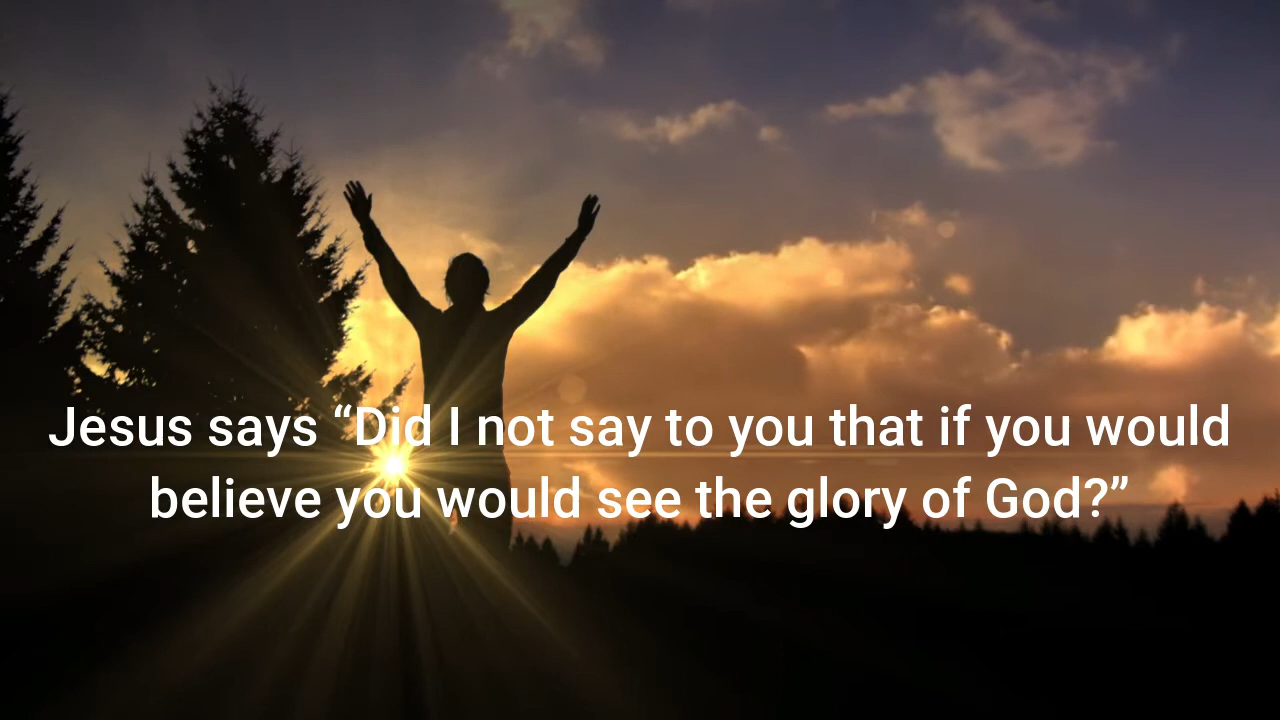 Jesus says “Did I not say to you that if you would
believe you would see the glory of God?”